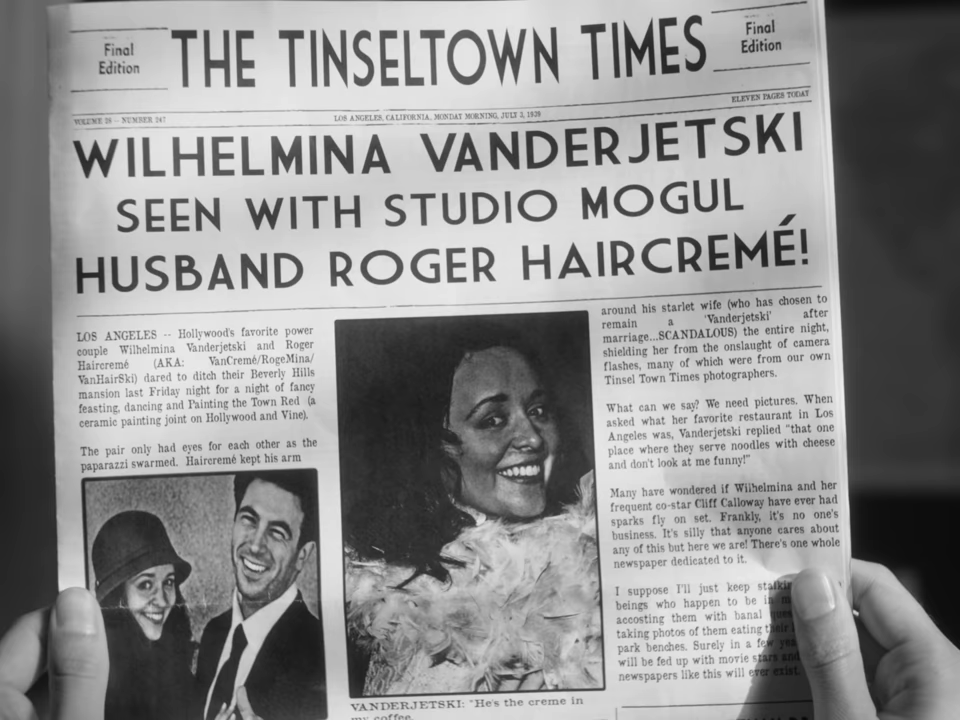 Final
Edition
THE TINSELTOWN TIMES
Final
Edition
VOLUME 28 - NUMBER 247
LOS ANGELES, CALIFORNIA, MONDAY MORNING, JULY 3, 1939
ELEVEN PAGES TODAY
WILHELMINA VANDERJETSKI
SEEN WITH STUDIO MOGUL
HUSBAND ROGER HAIRCREMÉ!
LOS ANGELES -- Hollywood's favorite power
couple Wilhelmina Vanderjetski and Roger
Haircremé (AKA: VanCremé/RogeMina/
VanHairSki) dared to ditch their Beverly Hills
mansion last Friday night for a night of fancy
feasting, dancing and Painting the Town Red (a
ceramic painting joint on Hollywood and Vine).
The pair only had eyes for each other as the
paparazzi swarmed. Haircremé kept his arm
VANDERJETSKI: "He's the creme in
my coffee.
around his starlet wife (who has chosen to
remain a 'Vanderjetski' after
marriage...SCANDALOUS) the entire night,
shielding her from the onslaught of camera
flashes, many of which were from our own
Tinsel Town Times photographers.
What can we say? We need pictures. When
asked what her favorite restaurant in Los
Angeles was, Vanderjetski replied "that one
place where they serve noodles with cheese
and don't look at me funny!"
Many have wondered if Wilhelmina and her
frequent co-star Cliff Calloway have ever had
sparks fly on set. Frankly, it's no one's
business. It's silly that anyone cares about
any of this but here we are! There's one whole
newspaper dedicated to it.
I suppose I'll just keep
beings who happen to be in
accosting them with banal
taking photos of them eating their
park benches. Surely in a few
will be fed up with movie stars and
newspapers like this will ever exist.